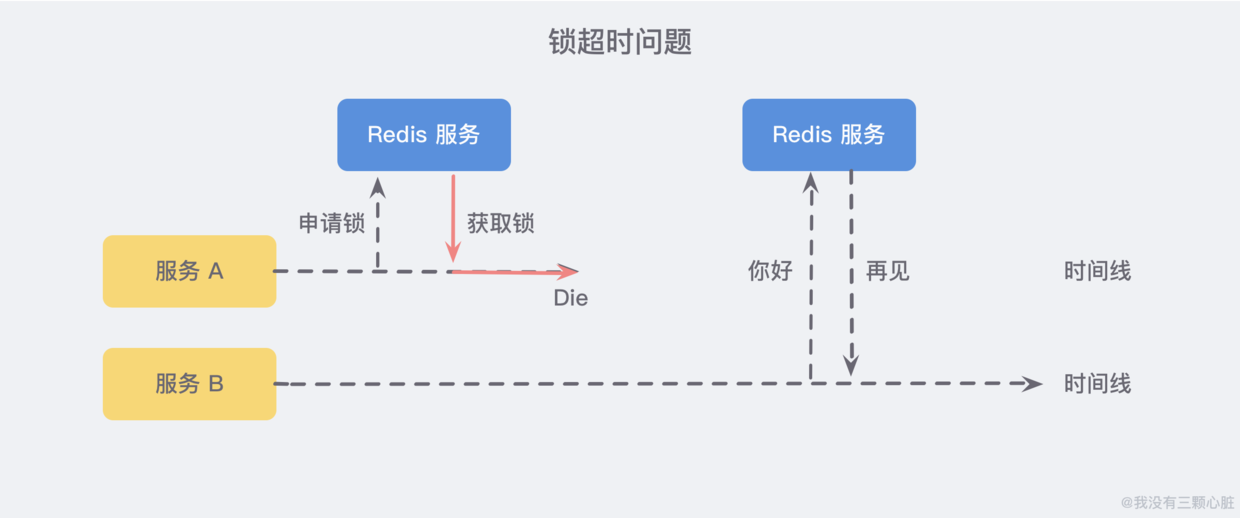 锁超时问题
Redis 服务
Redis 服务
申请锁
获取锁
服务 A
Die
你好
再见
时间线
服务 B
时间线
@我没有三颗心脏